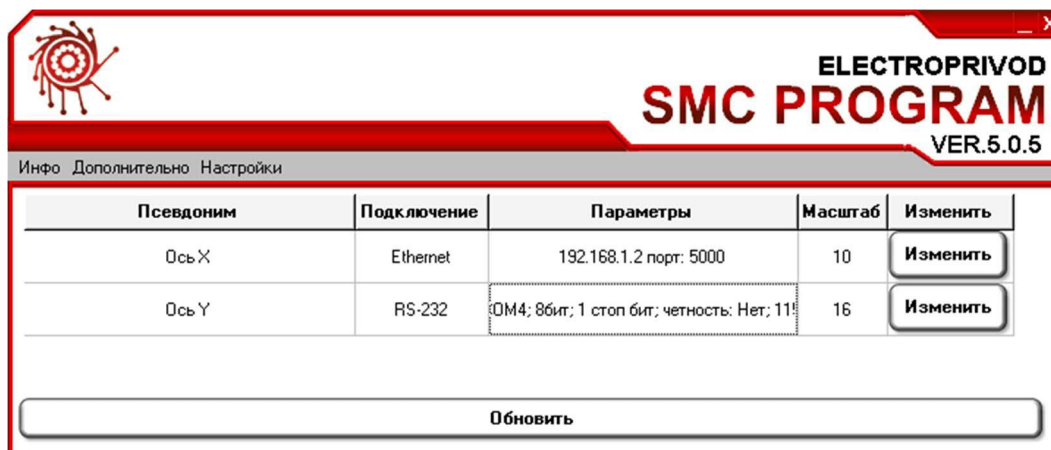 _ X
ELECTROPRIVOD
SMC PROGRAM
VER.5.0.5
Инфо Дополнительно Настройки
Псевдоним Подключение Параметры Масштаб Изменить
Ось X Ethernet 192.168.1.2 порт: 5000 10 Изменить
Ось Y RS-232 COM4; 8бит; 1 стоп бит; четность: Нет; 11 16 Изменить
Обновить